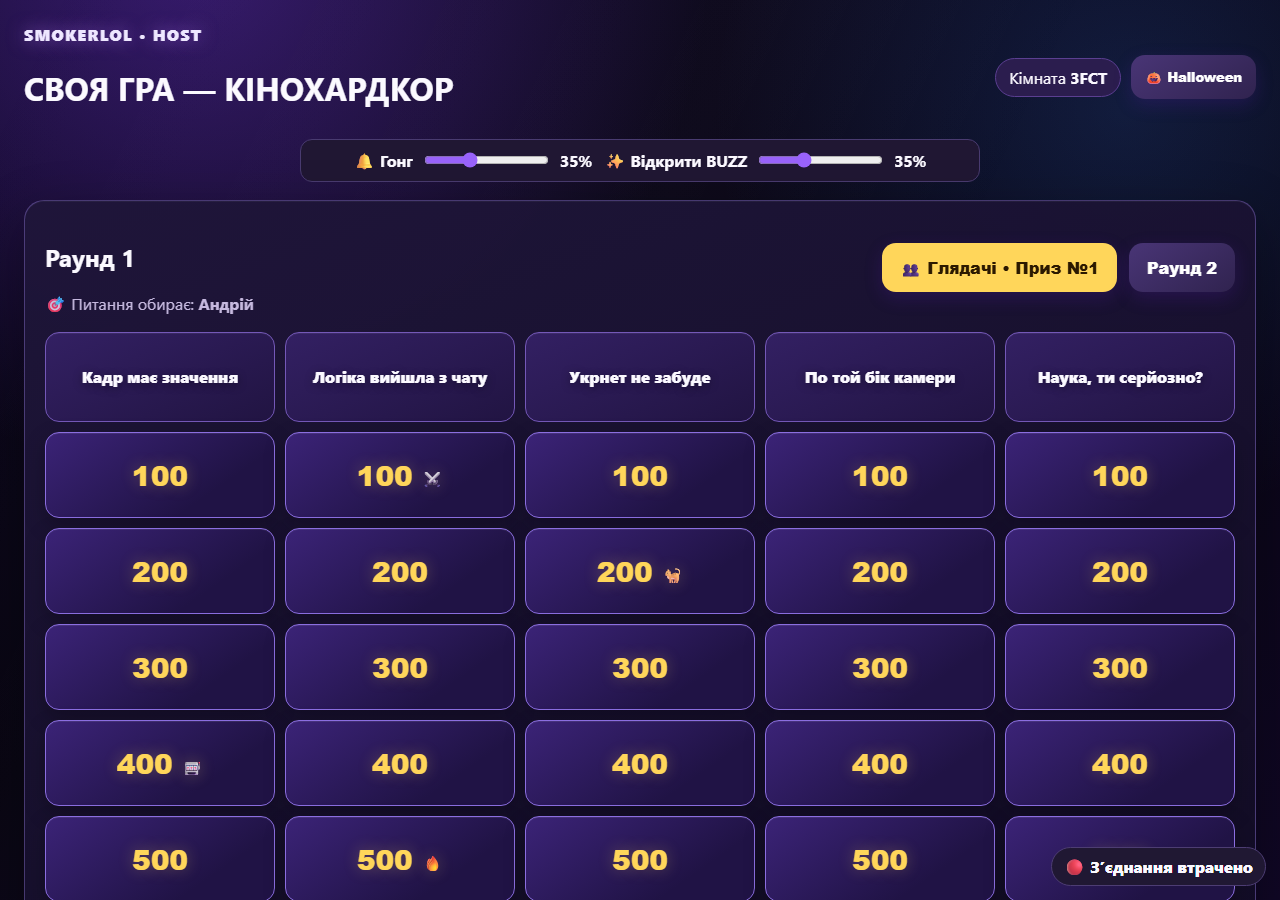 SMOKERLOL • HOST
СВОЯ ГРА — КІНОХАРДКОР
Кімната 3FCT
🎃 Halloween
🔔 Гонг 35% ✨ Відкрити BUZZ 35%
Раунд 1
👥 Глядачі • Приз №1
Раунд 2
🎯 Питання обирає: Андрій
Кадр має значення Логіка вийшла з чату Укрнет не забуде По той бік камери Наука, ти серйозно?
100 100 ⚔ 100 100 100
200 200 200 🐈 200 200
300 300 300 300 300
400 🎰 400 400 400 400
500 500 🔥 500 500
🔴 З’єднання втрачено